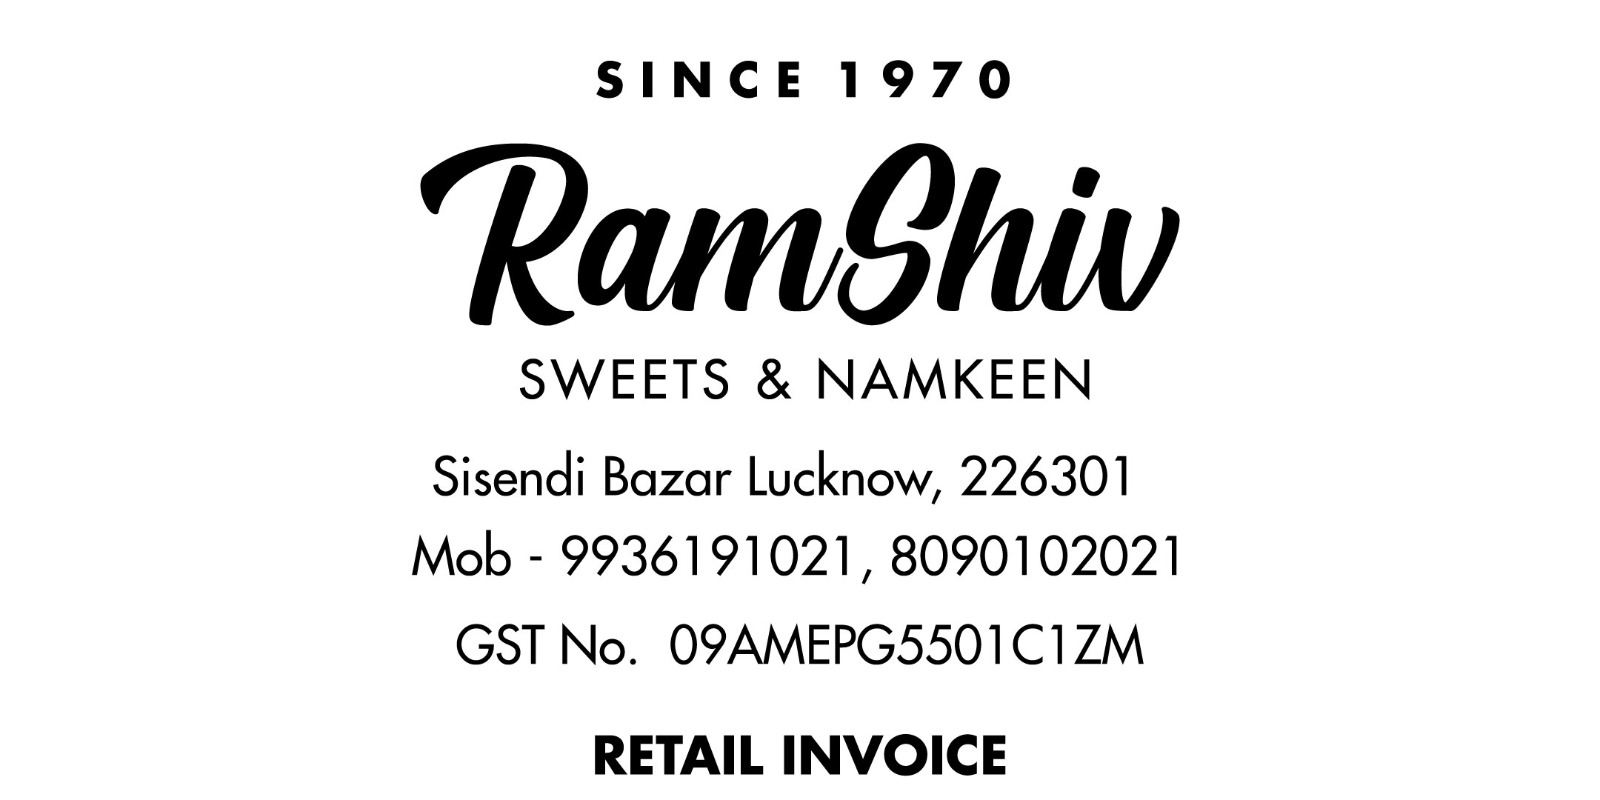 SINCE 1970
RamShiv
SWEETS & NAMKEEN
Sisendi Bazar Lucknow, 226301
Mob - 9936191021, 8090102021
GST No.  09AMEPG5501C1ZM
RETAIL INVOICE